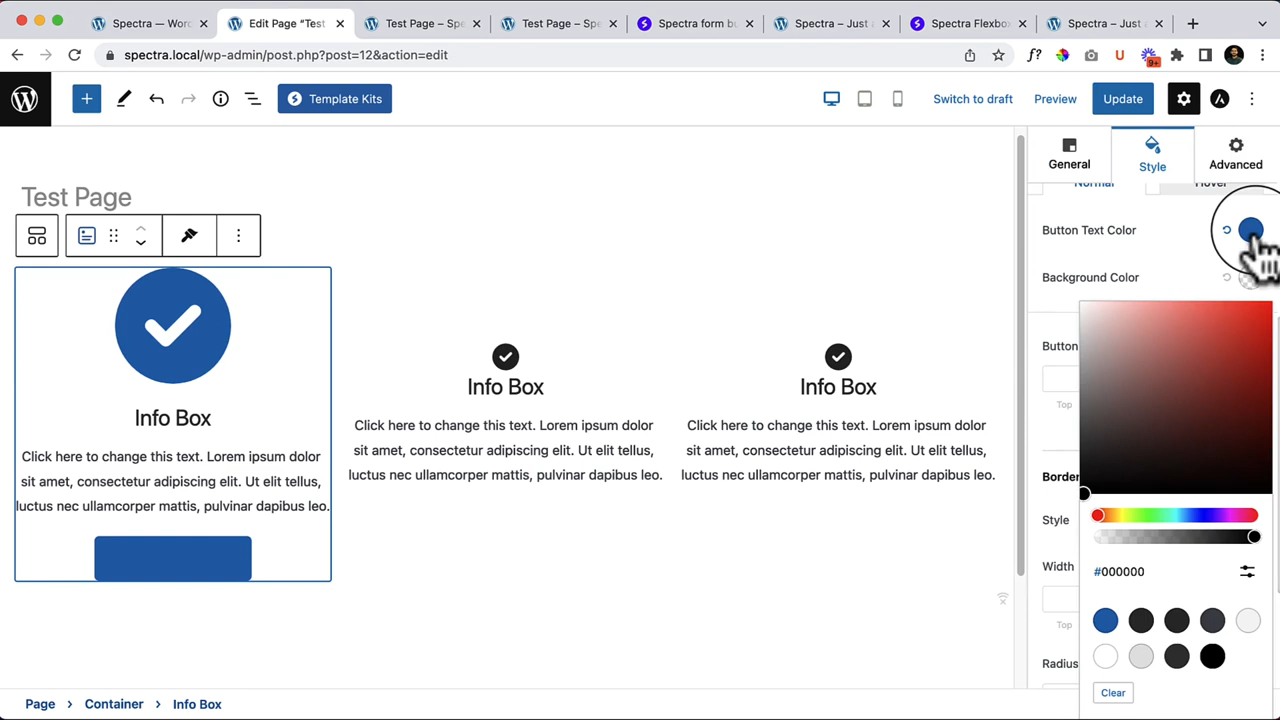 Spectra — Wor
Edit Page “Test
Test Page – Spe
Test Page – Spe
Spectra form bu
Spectra – Just a
Spectra Flexbox
Spectra – Just a
spectra.local/wp-admin/post.php?post=12&action=edit
f?
U
9+
Template Kits
Switch to draft
Preview
Update
General
Style
Advanced
Normal
Hover
Test Page
Button Text Color
Background Color
Info Box
Click here to change this text. Lorem ipsum dolor
sit amet, consectetur adipiscing elit. Ut elit tellus,
luctus nec ullamcorper mattis, pulvinar dapibus leo.
Info Box
Click here to change this text. Lorem ipsum dolor
sit amet, consectetur adipiscing elit. Ut elit tellus,
luctus nec ullamcorper mattis, pulvinar dapibus leo.
Info Box
Click here to change this text. Lorem ipsum dolor
sit amet, consectetur adipiscing elit. Ut elit tellus,
luctus nec ullamcorper mattis, pulvinar dapibus leo.
Button
Top
Border
Style
Width
Top
Radius
#000000
Clear
Page
Container
Info Box